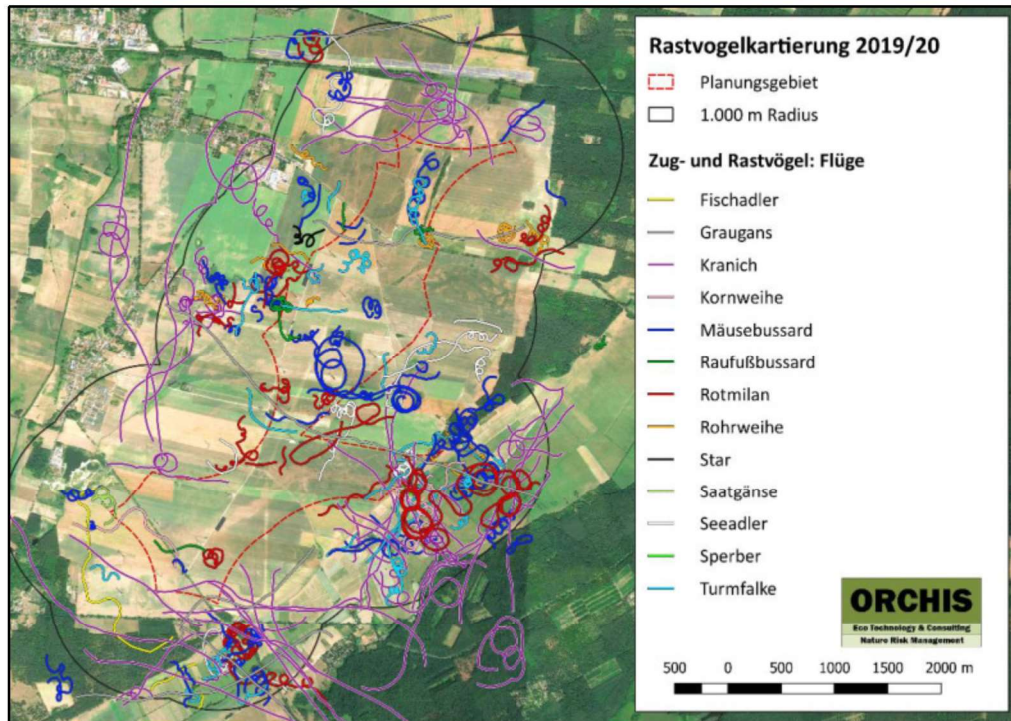 Rastvogelkartierung 2019/20
Planungsgebiet
1.000 m Radius
Zug- und Rastvögel: Flüge
Fischadler
Graugans
Kranich
Kornweihe
Mäusebussard
Raufußbussard
Rotmilan
Rohrweihe
Star
Saatgänse
Seeadler
Sperber
Turmfalke
ORCHIS
Eco Technology & Consulting
Nature Risk Management
500 0 500 1000 1500 2000 m